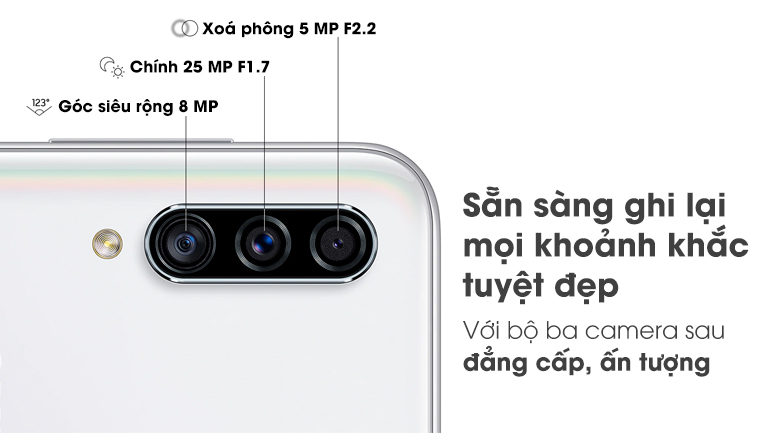 Xoá phông 5 MP F2.2
Chính 25 MP F1.7
123°
Góc siêu rộng 8 MP
Sẵn sàng ghi lại
mọi khoảnh khắc
tuyệt đẹp
Với bộ ba camera sau
đẳng cấp, ấn tượng